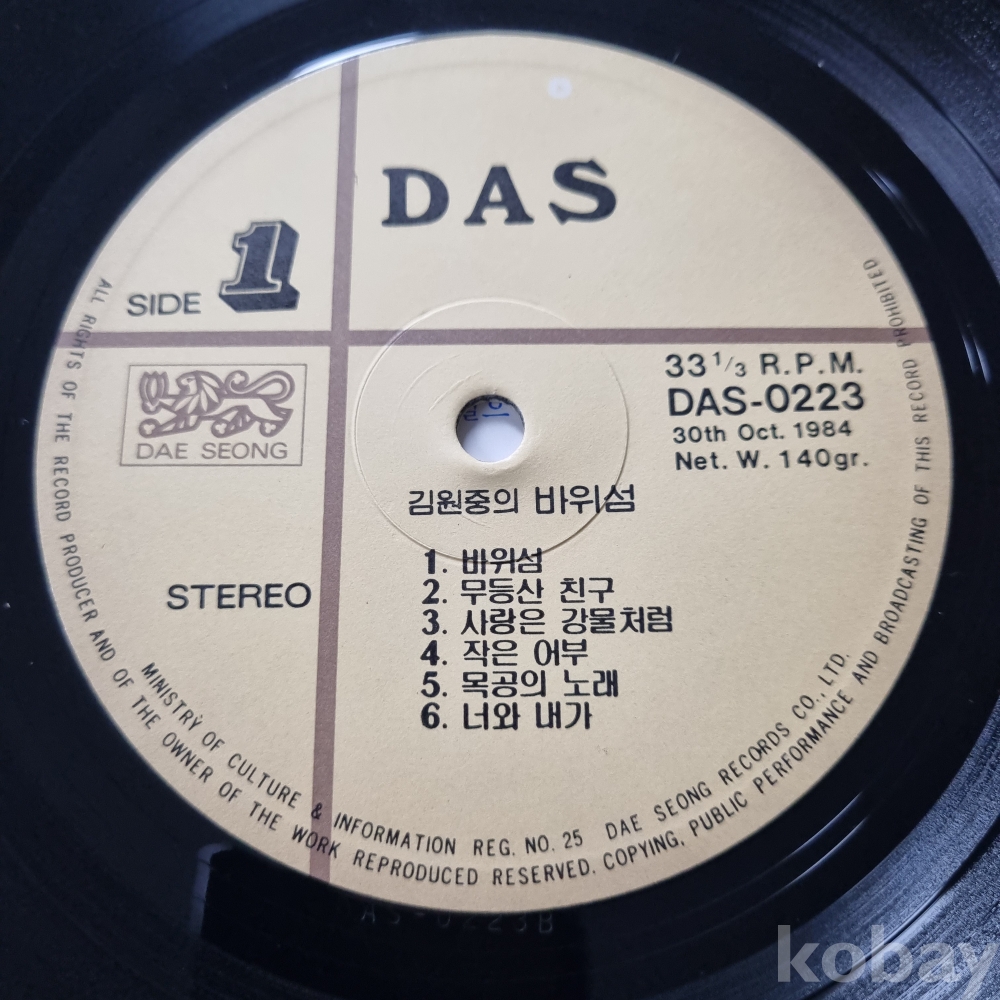 DAS
SIDE 1
DAE SEONG
33 1/3 R.P.M.
DAS-0223
30th Oct. 1984
Net. W. 140gr.
김원중의 바위섬
1. 바위섬
2. 무등산 친구
3. 사랑은 강물처럼
4. 작은 어부
5. 목공의 노래
6. 너와 내가
STEREO
MINISTRY OF CULTURE & INFORMATION REG. NO. 25 DAE SEONG RECORDS CO., LTD.
ALL RIGHTS OF THE RECORD PRODUCER AND OF THE OWNER OF THE WORK REPRODUCED RESERVED. COPYING, PUBLIC PERFORMANCE AND BROADCASTING OF THIS RECORD PROHIBITED
AS-0223B
kobay